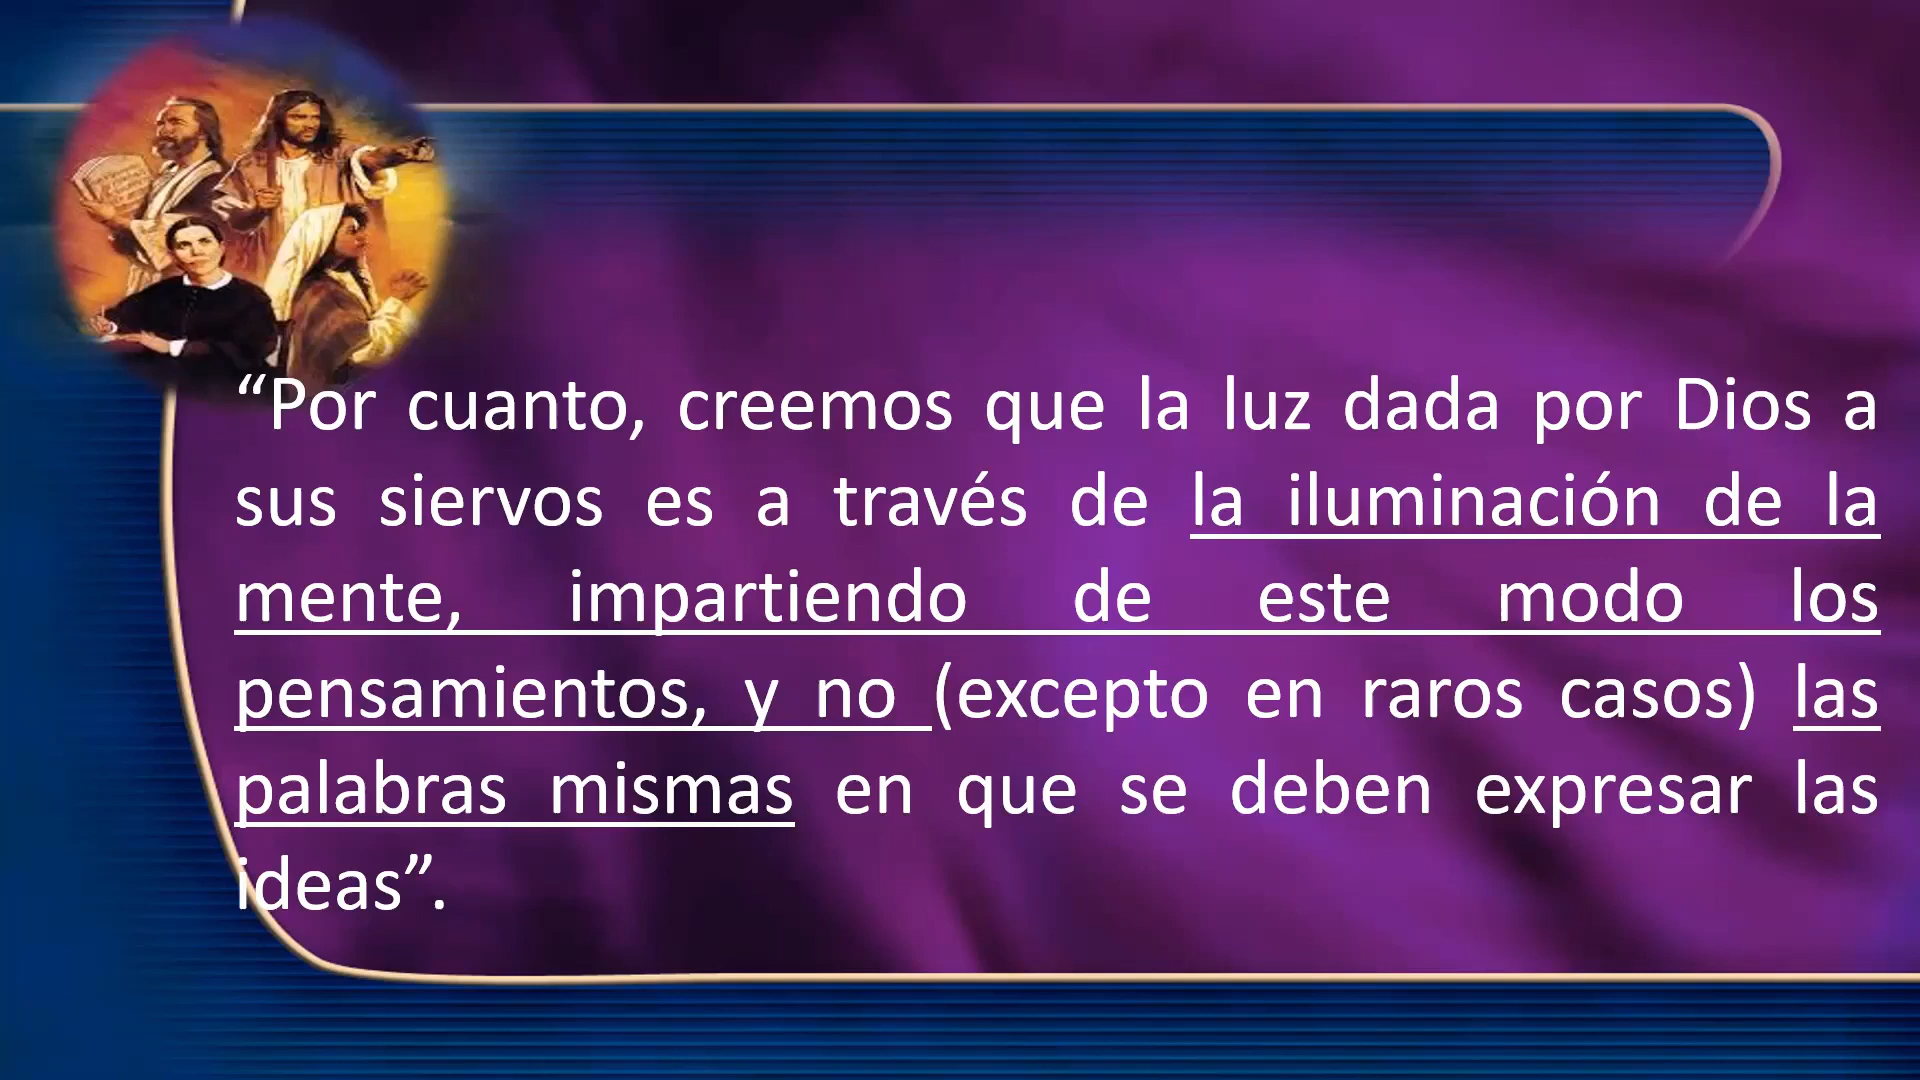 “Por cuanto, creemos que la luz dada por Dios a
sus siervos es a través de la iluminación de la
mente, impartiendo de este modo los
pensamientos, y no (excepto en raros casos) las
palabras mismas en que se deben expresar las
ideas”.